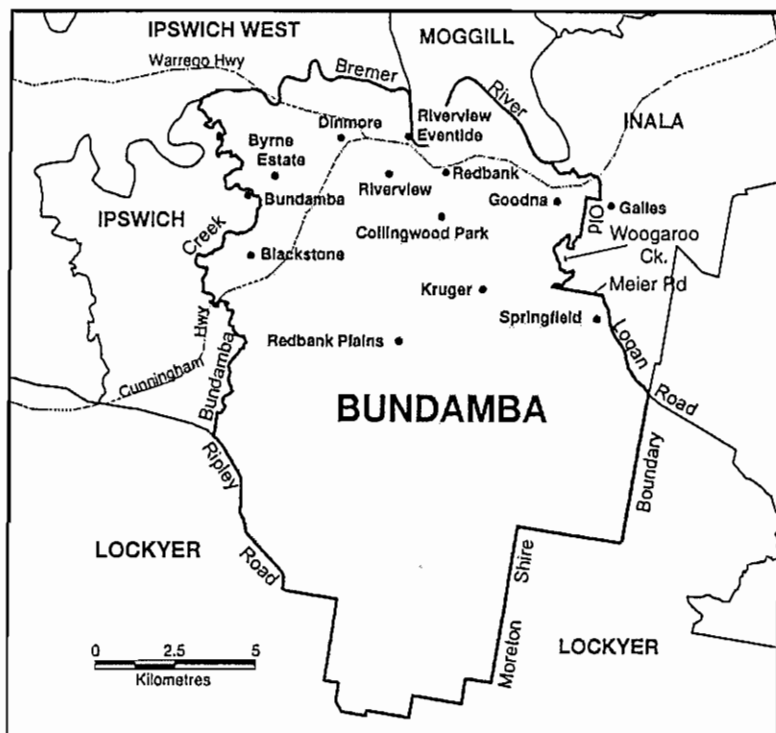 IPSWICH WEST
MOGGILL
Warrego Hwy
Bremer
River
INALA
Dinmore
Riverview
Eventide
Byrne
Estate
Redbank
Riverview
Bundamba
Goodna
Galles
Old
IPSWICH
Collingwood Park
Woogaroo
Ck.
Creek
Blackstone
Kruger
Meier Rd
Springfield
Hwy
Redbank Plains
Logan
Cunningham
Bundamba
BUNDAMBA
Road
Ripley
Boundary
LOCKYER
Road
Shire
0 2.5 5
Kilometres
Moreton
LOCKYER